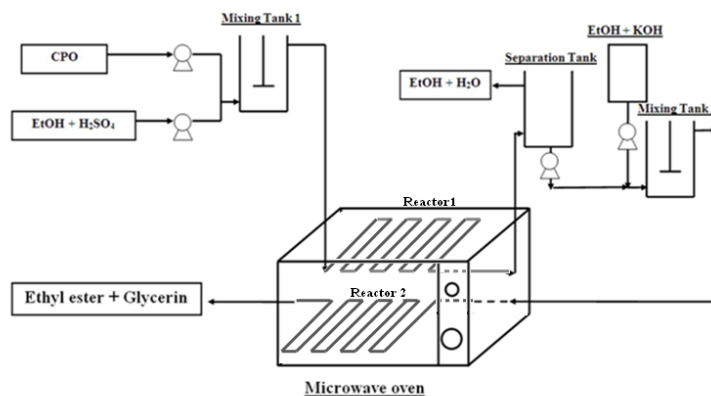 Mixing Tank 1
CPO
EtOH + H₂SO₄
EtOH + KOH
Separation Tank
EtOH + H₂O
Mixing Tank
Reactor1
Reactor 2
Ethyl ester + Glycerin
Microwave oven